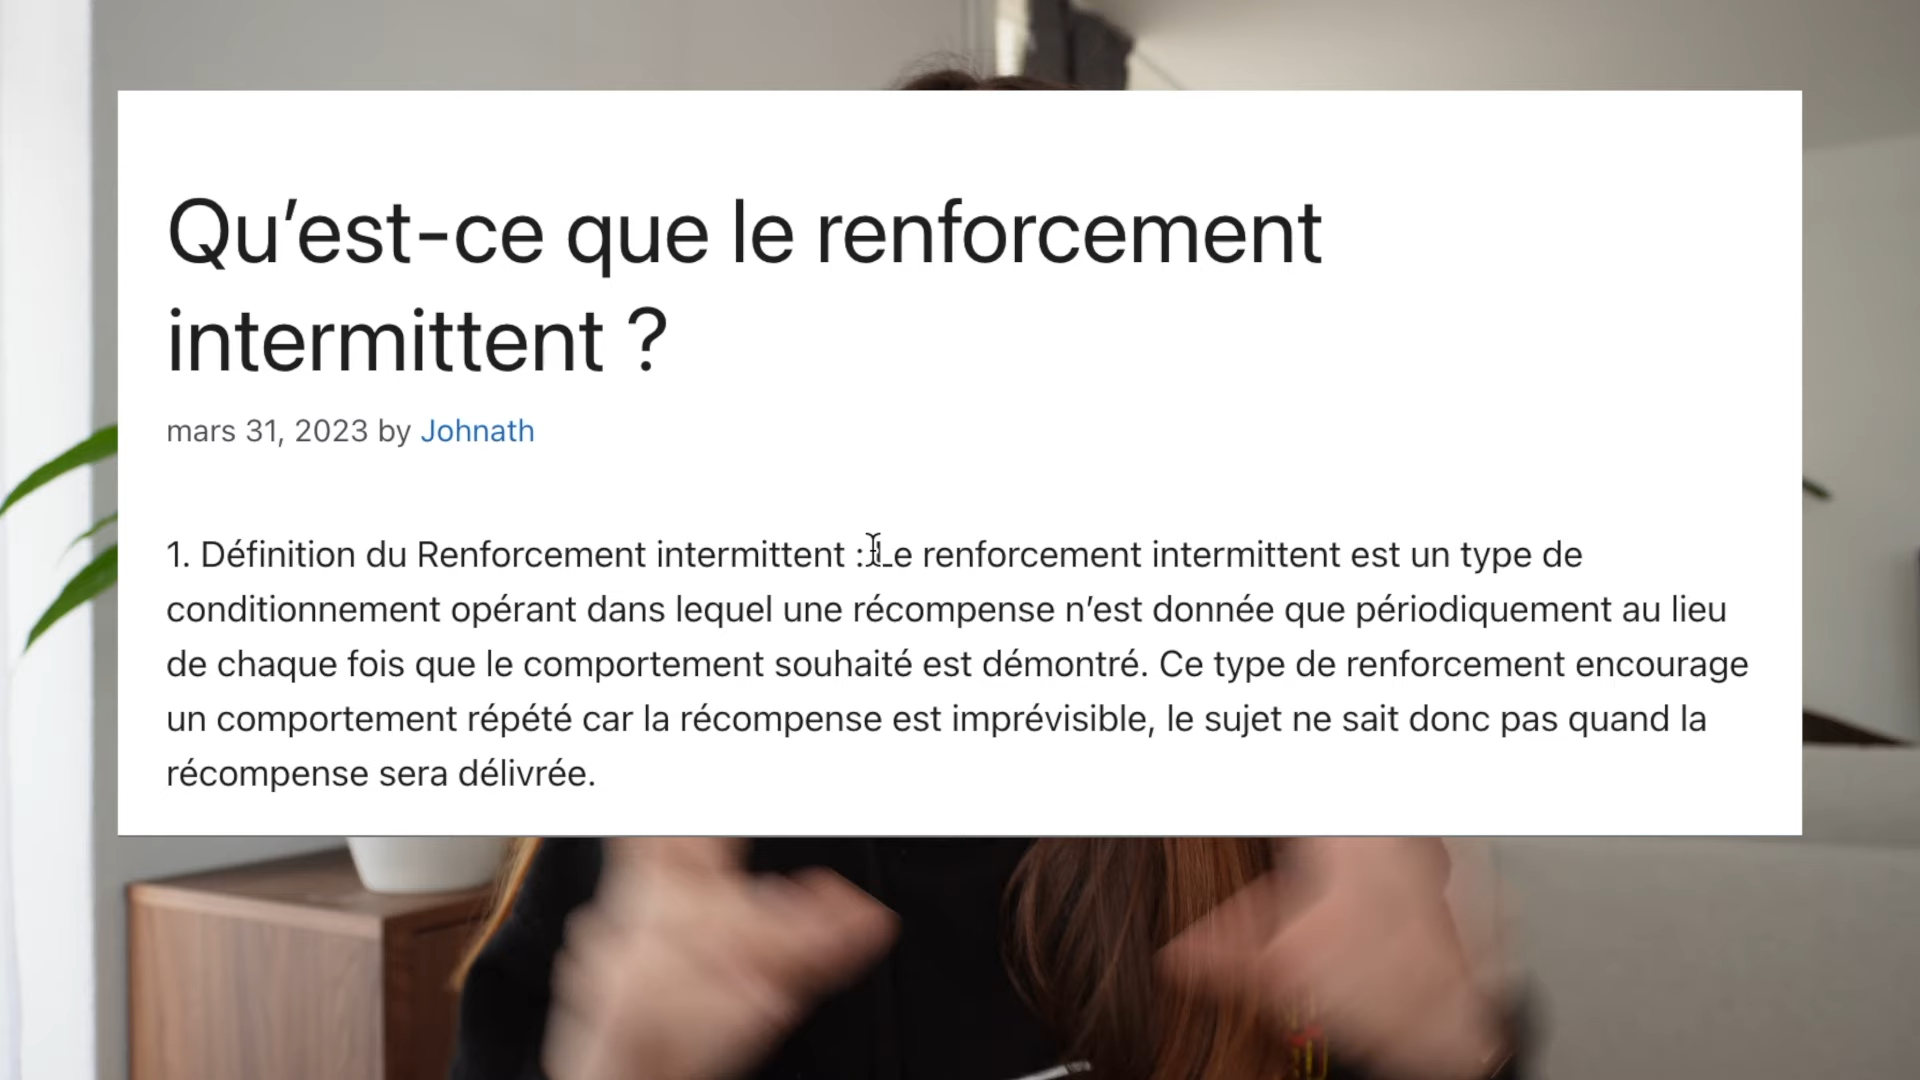 Qu’est-ce que le renforcement
intermittent ?
mars 31, 2023 by Johnath
1. Définition du Renforcement intermittent : Le renforcement intermittent est un type de
conditionnement opérant dans lequel une récompense n’est donnée que périodiquement au lieu
de chaque fois que le comportement souhaité est démontré. Ce type de renforcement encourage
un comportement répété car la récompense est imprévisible, le sujet ne sait donc pas quand la
récompense sera délivrée.